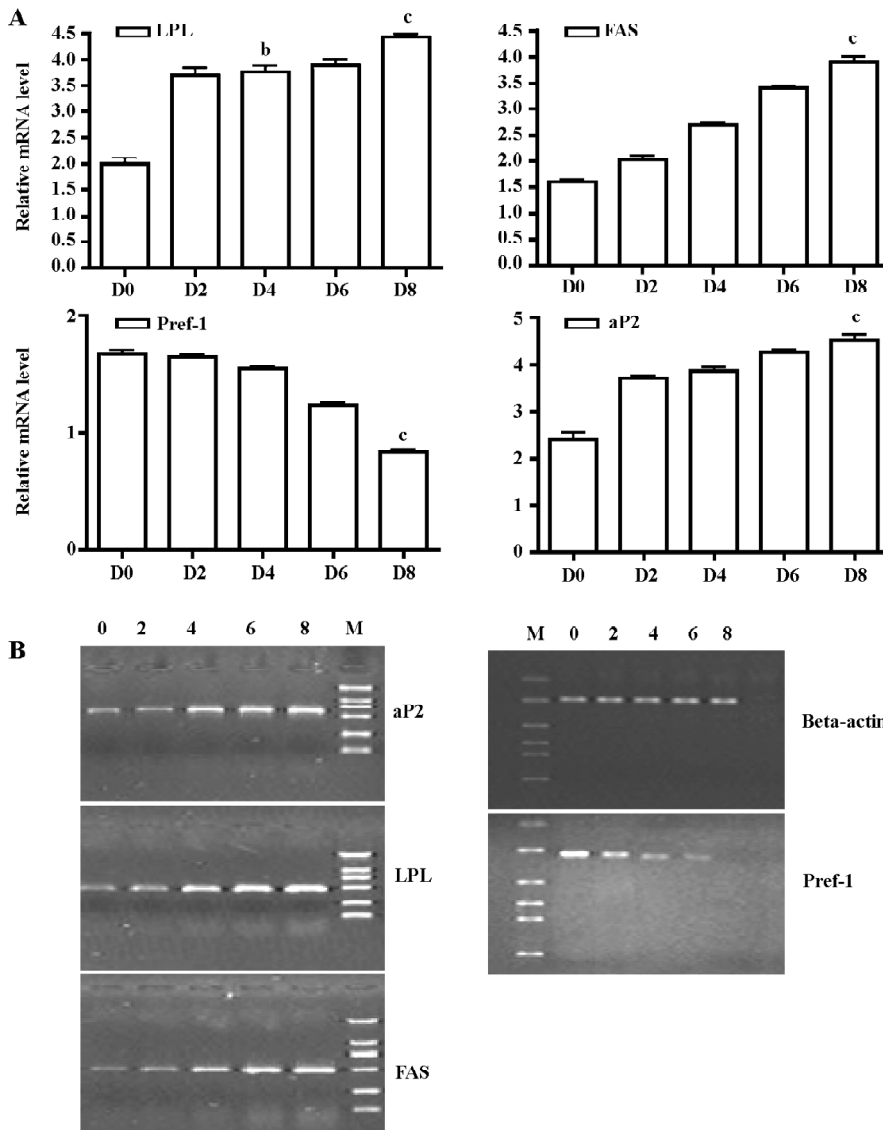 A
LPL
Relative mRNA level
4.5
4.0
3.5
3.0
2.5
2.0
1.5
1.0
0.5
0.0
b
c
D0 D2 D4 D6 D8
FAS
4.5
4.0
3.5
3.0
2.5
2.0
1.5
1.0
0.5
0.0
c
D0 D2 D4 D6 D8
Pref-1
Relative mRNA level
2
1
0
c
D0 D2 D4 D6 D8
aP2
5
4
3
2
1
0
c
D0 D2 D4 D6 D8
B
0 2 4 6 8 M
aP2
LPL
FAS
M 0 2 4 6 8
Beta-actin
Pref-1